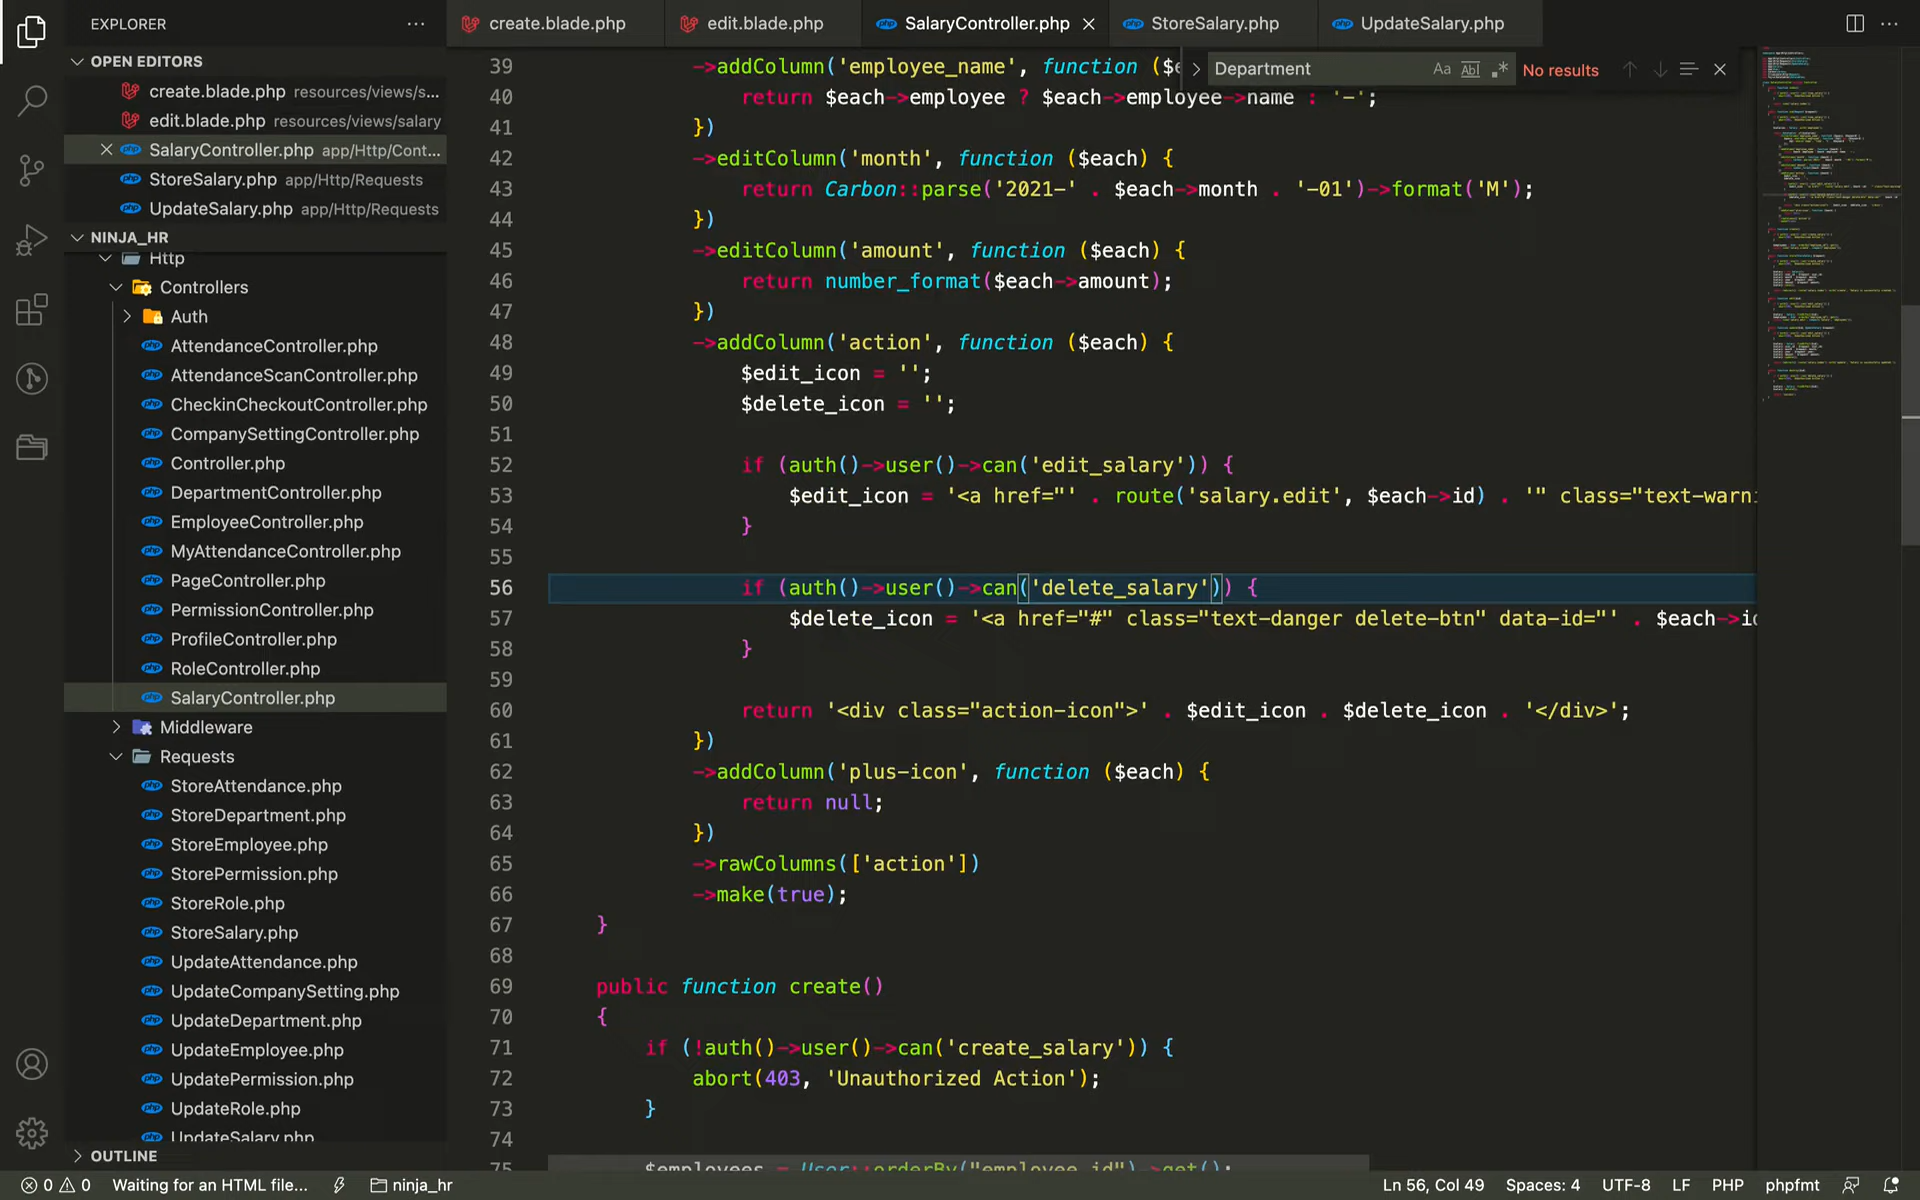 EXPLORER
OPEN EDITORS
create.blade.php resources/views/s...
edit.blade.php resources/views/salary
SalaryController.php app/Http/Cont...
StoreSalary.php app/Http/Requests
UpdateSalary.php app/Http/Requests
NINJA_HR
Http
Controllers
Auth
AttendanceController.php
AttendanceScanController.php
CheckinCheckoutController.php
CompanySettingController.php
Controller.php
DepartmentController.php
EmployeeController.php
MyAttendanceController.php
PageController.php
PermissionController.php
ProfileController.php
RoleController.php
SalaryController.php
Middleware
Requests
StoreAttendance.php
StoreDepartment.php
StoreEmployee.php
StorePermission.php
StoreRole.php
StoreSalary.php
UpdateAttendance.php
UpdateCompanySetting.php
UpdateDepartment.php
UpdateEmployee.php
UpdatePermission.php
UpdateRole.php
UpdateSalary.php
OUTLINE
create.blade.php edit.blade.php SalaryController.php StoreSalary.php UpdateSalary.php
Department Aa Abl .* No results
39 ->addColumn('employee_name', function ($e
40 return $each->employee ? $each->employee->name : '-';
41 })
42 ->editColumn('month', function ($each) {
43 return Carbon::parse('2021-' . $each->month . '-01')->format('M');
44 })
45 ->editColumn('amount', function ($each) {
46 return number_format($each->amount);
47 })
48 ->addColumn('action', function ($each) {
49 $edit_icon = '';
50 $delete_icon = '';
51
52 if (auth()->user()->can('edit_salary')) {
53 $edit_icon = '<a href="' . route('salary.edit', $each->id) . '" class="text-warni
54 }
55
56 if (auth()->user()->can('delete_salary')) {
57 $delete_icon = '<a href="#" class="text-danger delete-btn" data-id="' . $each->id
58 }
59
60 return '<div class="action-icon">' . $edit_icon . $delete_icon . '</div>';
61 })
62 ->addColumn('plus-icon', function ($each) {
63 return null;
64 })
65 ->rawColumns(['action'])
66 ->make(true);
67 }
68
69 public function create()
70 {
71 if (!auth()->user()->can('create_salary')) {
72 abort(403, 'Unauthorized Action');
73 }
74
75 $employees = User::orderBy("employee_id")->get();
0 0 Waiting for an HTML file... ninja_hr Ln 56, Col 49 Spaces: 4 UTF-8 LF PHP phpfmt